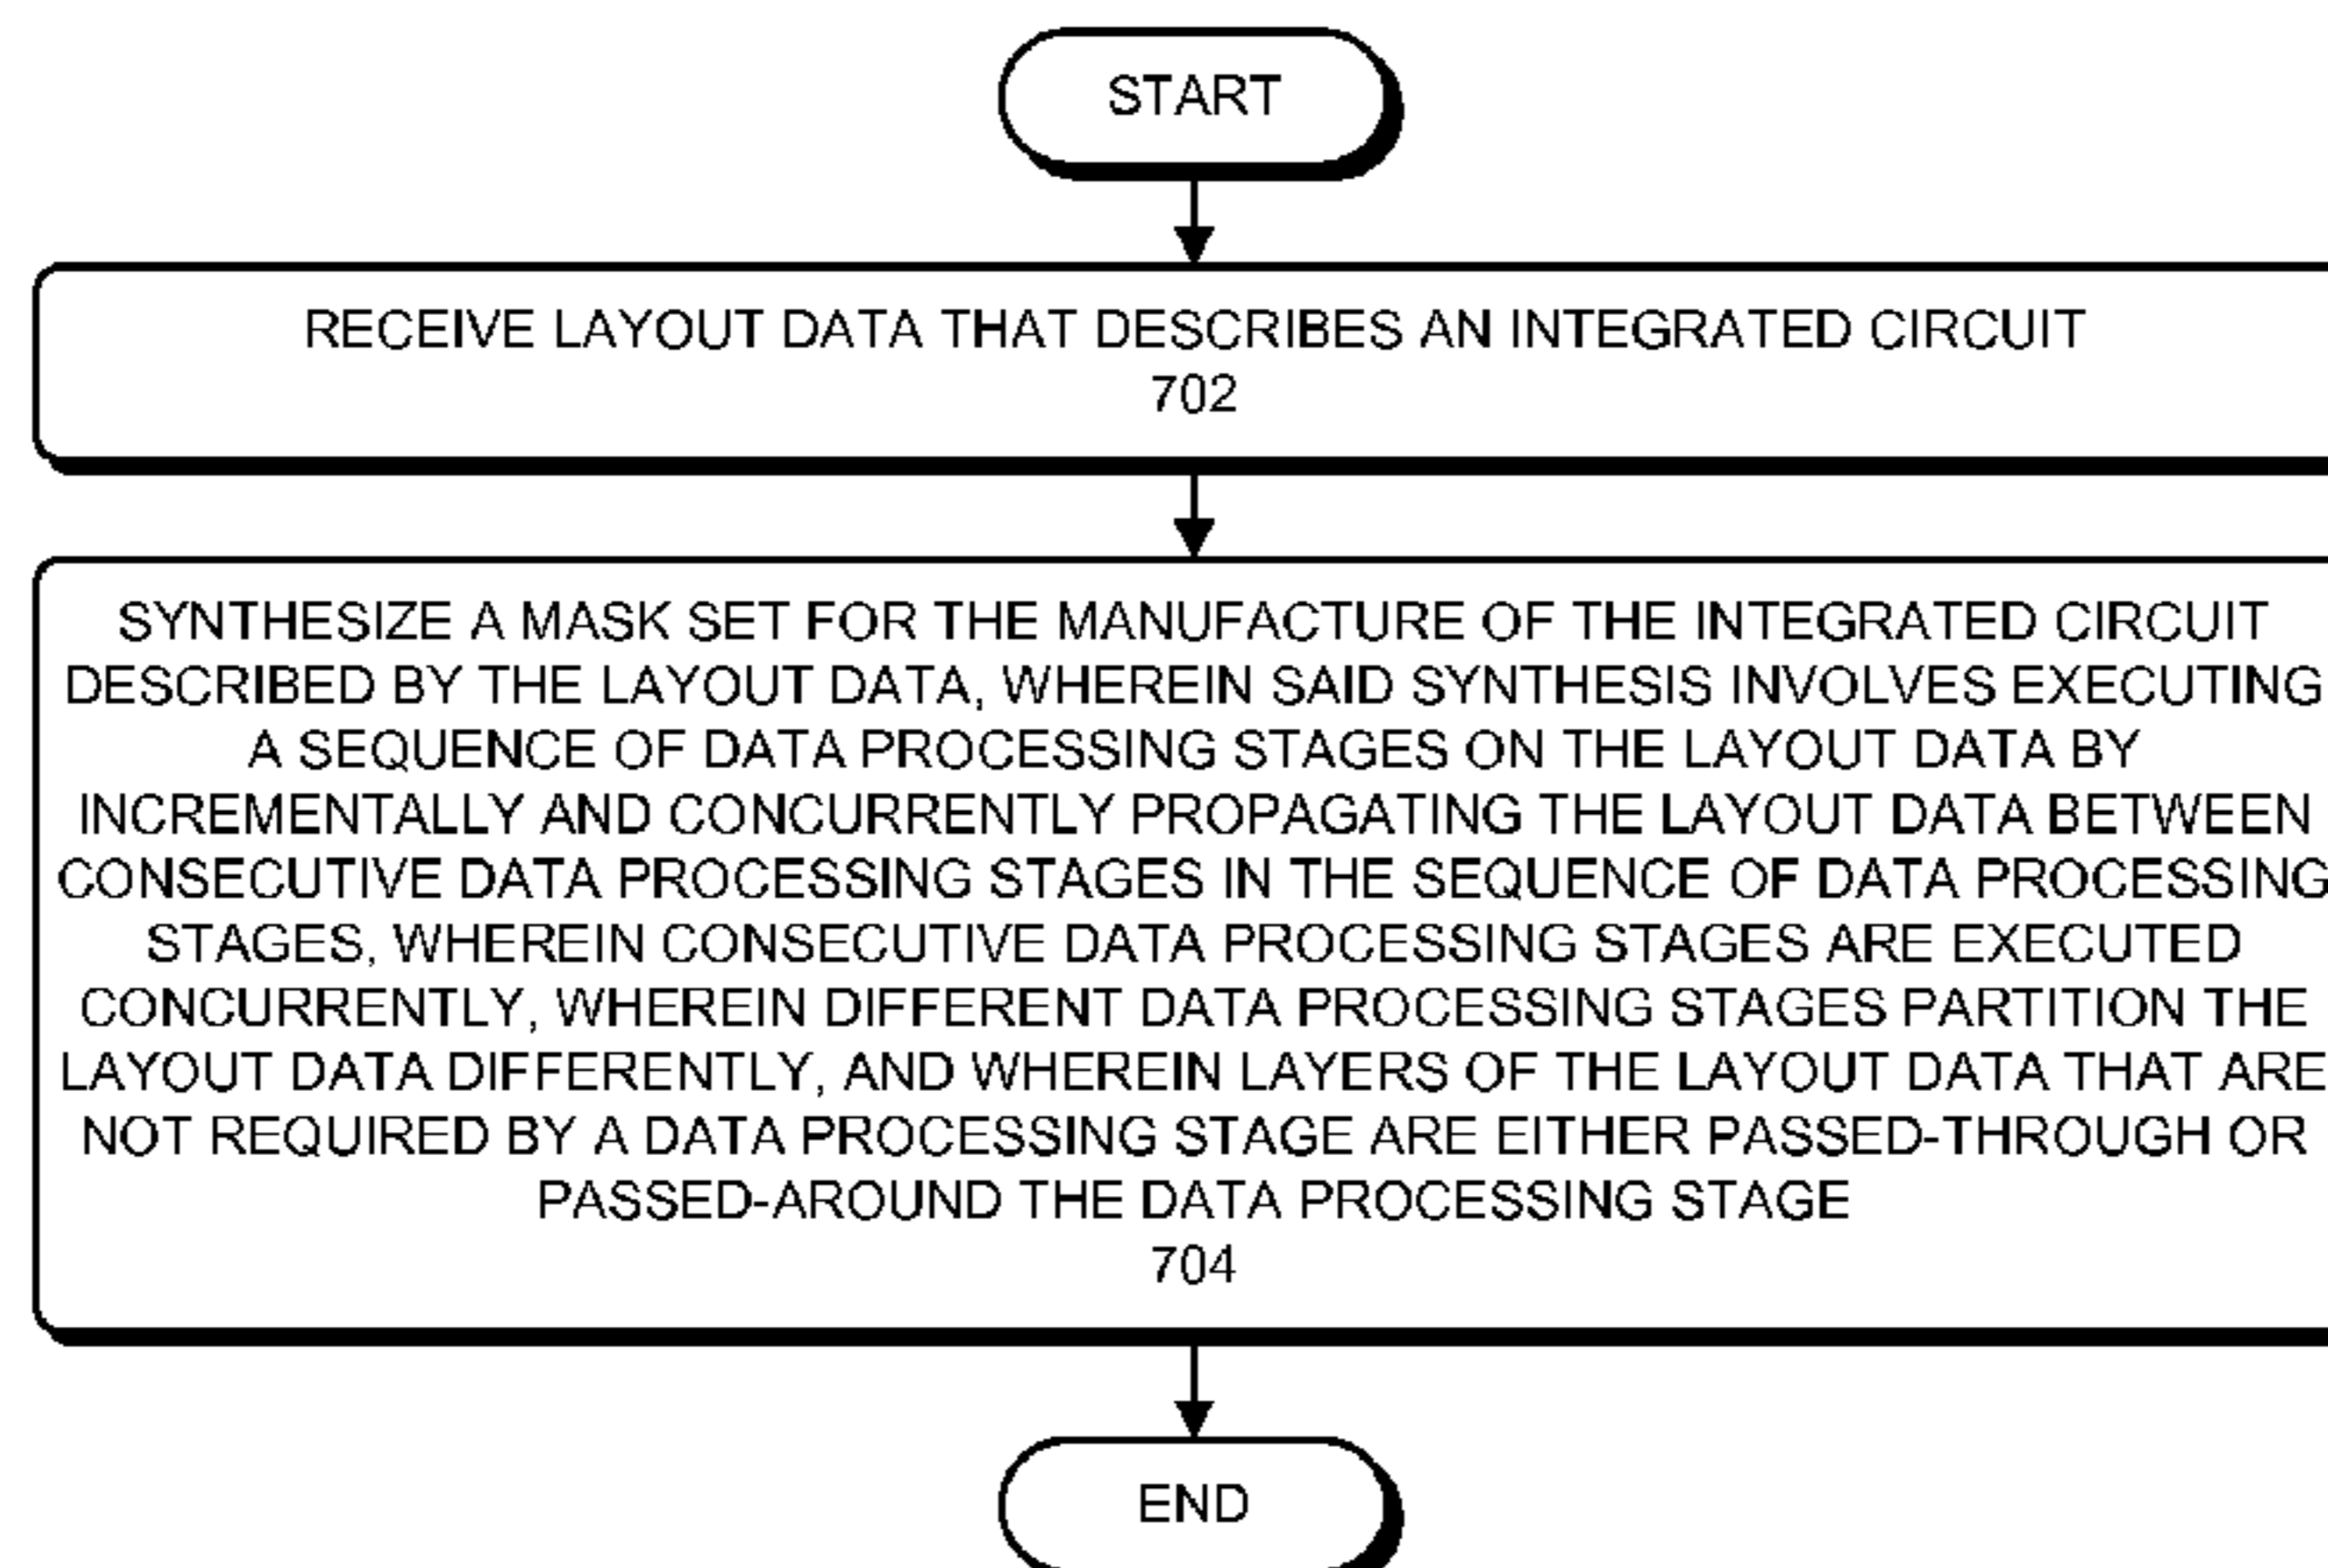 START
RECEIVE LAYOUT DATA THAT DESCRIBES AN INTEGRATED CIRCUIT
702
SYNTHESIZE A MASK SET FOR THE MANUFACTURE OF THE INTEGRATED CIRCUIT
DESCRIBED BY THE LAYOUT DATA, WHEREIN SAID SYNTHESIS INVOLVES EXECUTING
A SEQUENCE OF DATA PROCESSING STAGES ON THE LAYOUT DATA BY
INCREMENTALLY AND CONCURRENTLY PROPAGATING THE LAYOUT DATA BETWEEN
CONSECUTIVE DATA PROCESSING STAGES IN THE SEQUENCE OF DATA PROCESSING
STAGES, WHEREIN CONSECUTIVE DATA PROCESSING STAGES ARE EXECUTED
CONCURRENTLY, WHEREIN DIFFERENT DATA PROCESSING STAGES PARTITION THE
LAYOUT DATA DIFFERENTLY, AND WHEREIN LAYERS OF THE LAYOUT DATA THAT ARE
NOT REQUIRED BY A DATA PROCESSING STAGE ARE EITHER PASSED-THROUGH OR
PASSED-AROUND THE DATA PROCESSING STAGE
704
END